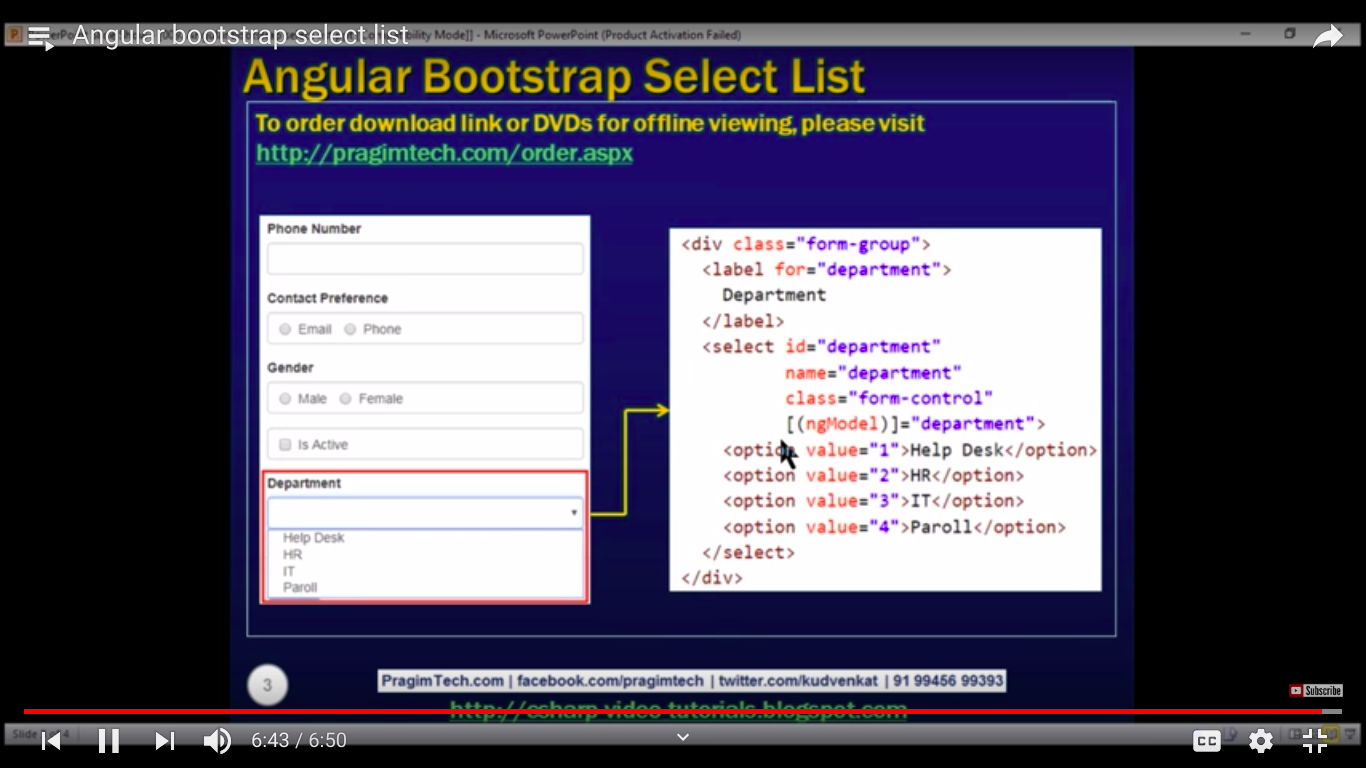 Angular bootstrap select list
bility Mode]] - Microsoft PowerPoint (Product Activation Failed)
Angular Bootstrap Select List
To order download link or DVDs for offline viewing, please visit
http://pragimtech.com/order.aspx
Phone Number
Contact Preference
Email Phone
Gender
Male Female
Is Active
Department
Help Desk
HR
IT
Paroll
<div class="form-group">
<label for="department">
Department
</label>
<select id="department"
name="department"
class="form-control"
[(ngModel)]="department">
<option value="1">Help Desk</option>
<option value="2">HR</option>
<option value="3">IT</option>
<option value="4">Paroll</option>
</select>
</div>
3
PragimTech.com | facebook.com/pragimtech | twitter.com/kudvenkat | 91 99456 99393
http://csharp-video-tutorials.blogspot.com
Subscribe
Slide
6:43 / 6:50
CC